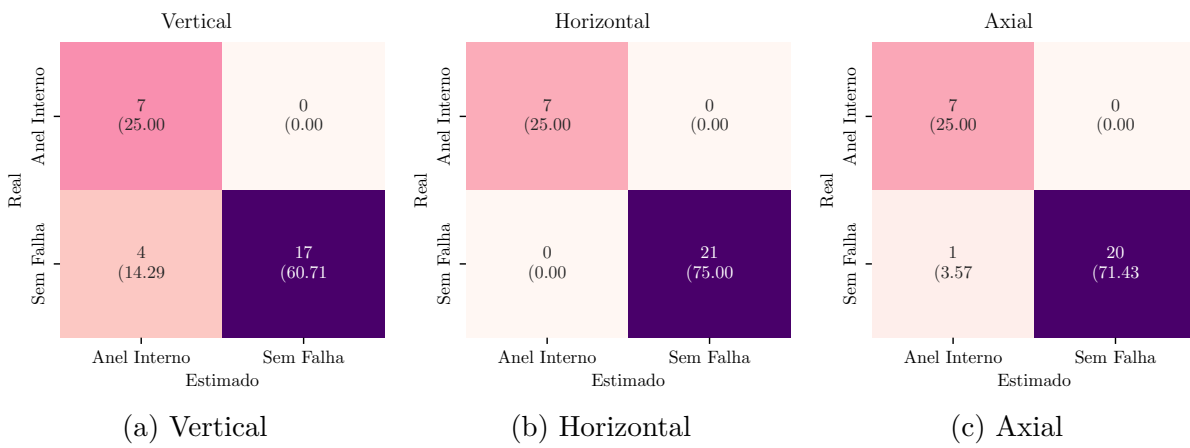 Vertical
Real
Anel Interno
Sem Falha
7
(25.00
0
(0.00
4
(14.29
17
(60.71
Anel Interno
Sem Falha
Estimado
(a) Vertical
Horizontal
Real
Anel Interno
Sem Falha
7
(25.00
0
(0.00
0
(0.00
21
(75.00
Anel Interno
Sem Falha
Estimado
(b) Horizontal
Axial
Real
Anel Interno
Sem Falha
7
(25.00
0
(0.00
1
(3.57
20
(71.43
Anel Interno
Sem Falha
Estimado
(c) Axial